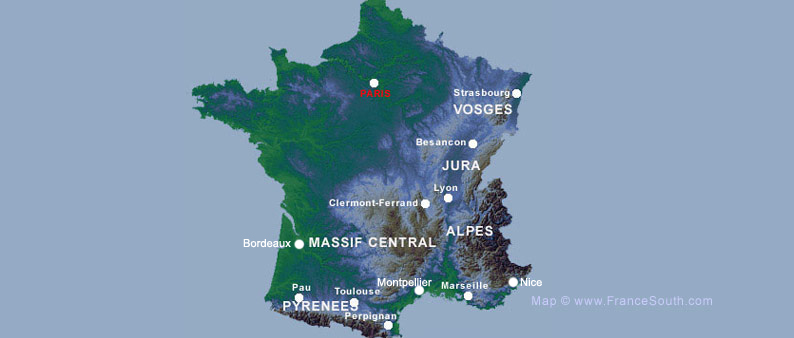 PARIS
Strasbourg
VOSGES
Besancon
JURA
Lyon
Clermont-Ferrand
ALPES
Bordeaux
MASSIF CENTRAL
Pau
Toulouse
Montpellier
Marseille
Nice
PYRENEES
Perpignan
Map © www.FranceSouth.com